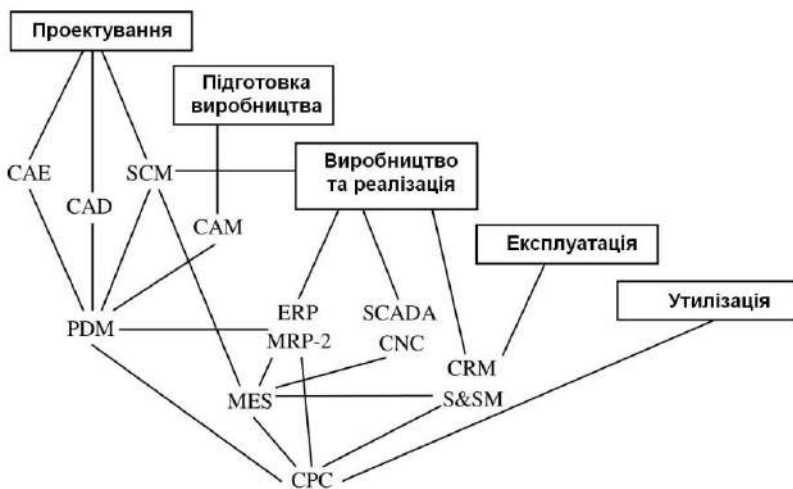 Проектування
Підготовка
виробництва
Виробництво
та реалізація
CAE
SCM
CAD
CAM
Експлуатація
Утилізація
ERP
SCADA
PDM
MRP-2
CNC
CRM
MES
S&SM
CPC